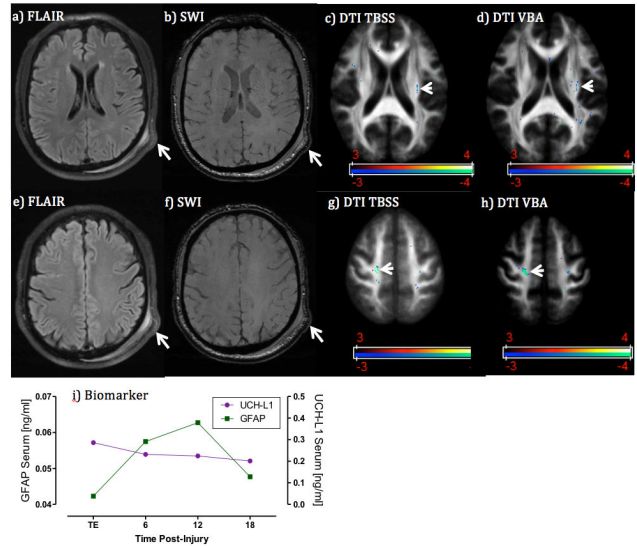 a) FLAIR
b) SWI
c) DTI TBSS
d) DTI VBA
3 4
-3 -4
3 4
-3 -4
e) FLAIR
f) SWI
g) DTI TBSS
h) DTI VBA
3 4
-3 -4
3 4
-3 -4
i) Biomarker
UCH-L1
GFAP
GFAP Serum [ng/ml]
0.07
0.06
0.05
0.04
UCH-L1 Serum [ng/ml]
0.5
0.4
0.3
0.2
0.1
0.0
TE 6 12 18
Time Post-Injury